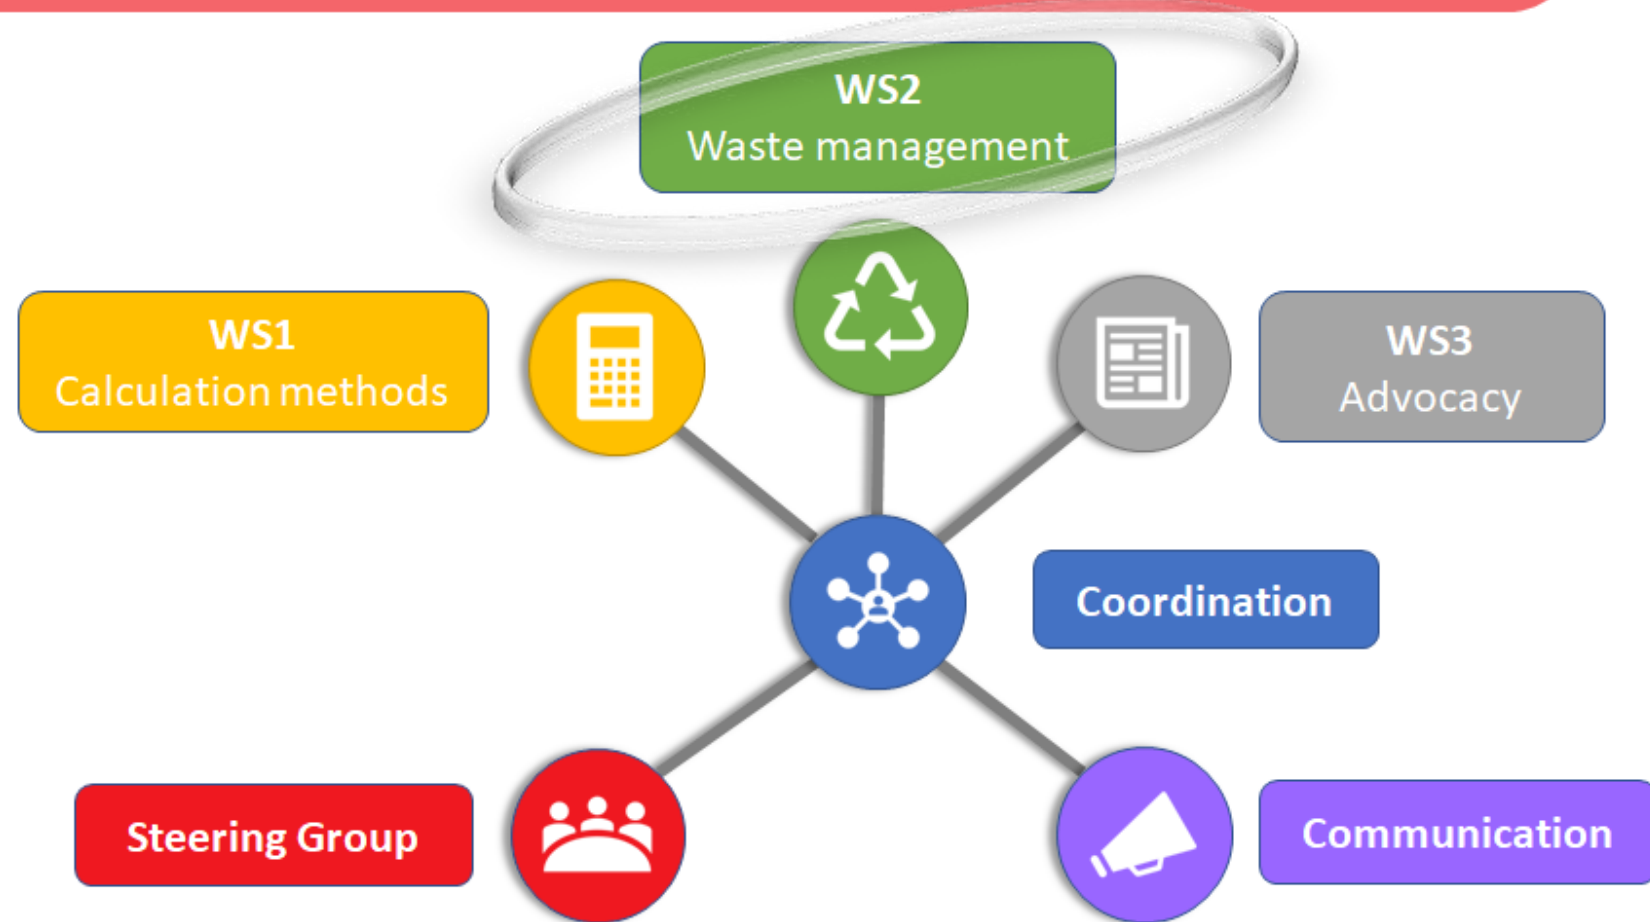 WS2
Waste management
WS1
Calculation methods
WS3
Advocacy
Coordination
Steering Group
Communication